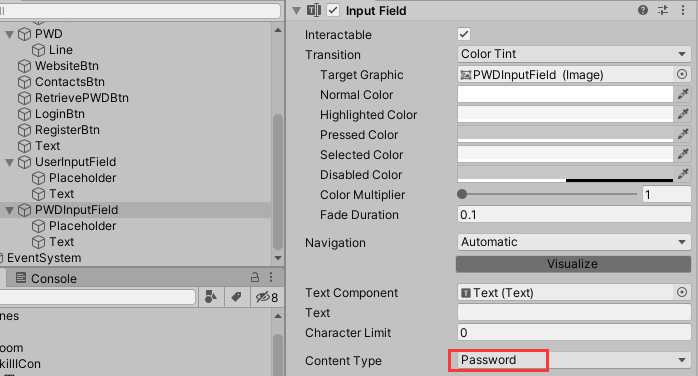 PWD
Line
WebsiteBtn
ContactsBtn
RetrievePWDBtn
LoginBtn
RegisterBtn
Text
UserInputField
Placeholder
Text
PWDInputField
Placeholder
Text
EventSystem
Console
8
nes
oom
killICon
Input Field
Interactable
Transition Color Tint
Target Graphic PWDInputField (Image)
Normal Color
Highlighted Color
Pressed Color
Selected Color
Disabled Color
Color Multiplier 1
Fade Duration 0.1
Navigation Automatic
Visualize
Text Component Text (Text)
Text
Character Limit 0
Content Type Password